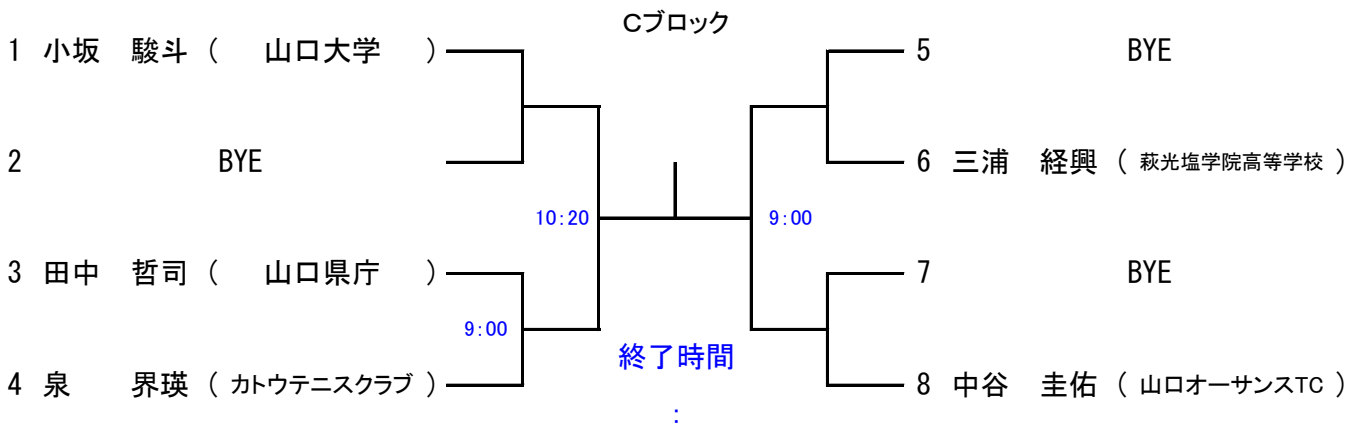 Cブロック
1 小坂 駿斗 ( 山口大学 )
2 BYE
10:20
3 田中 哲司 ( 山口県庁 )
9:00
4 泉 界瑛 ( カトウテニスクラブ )
5 BYE
6 三浦 経興 ( 萩光塩学院高等学校 )
9:00
7 BYE
8 中谷 圭佑 ( 山口オーサンスTC )
終了時間
: